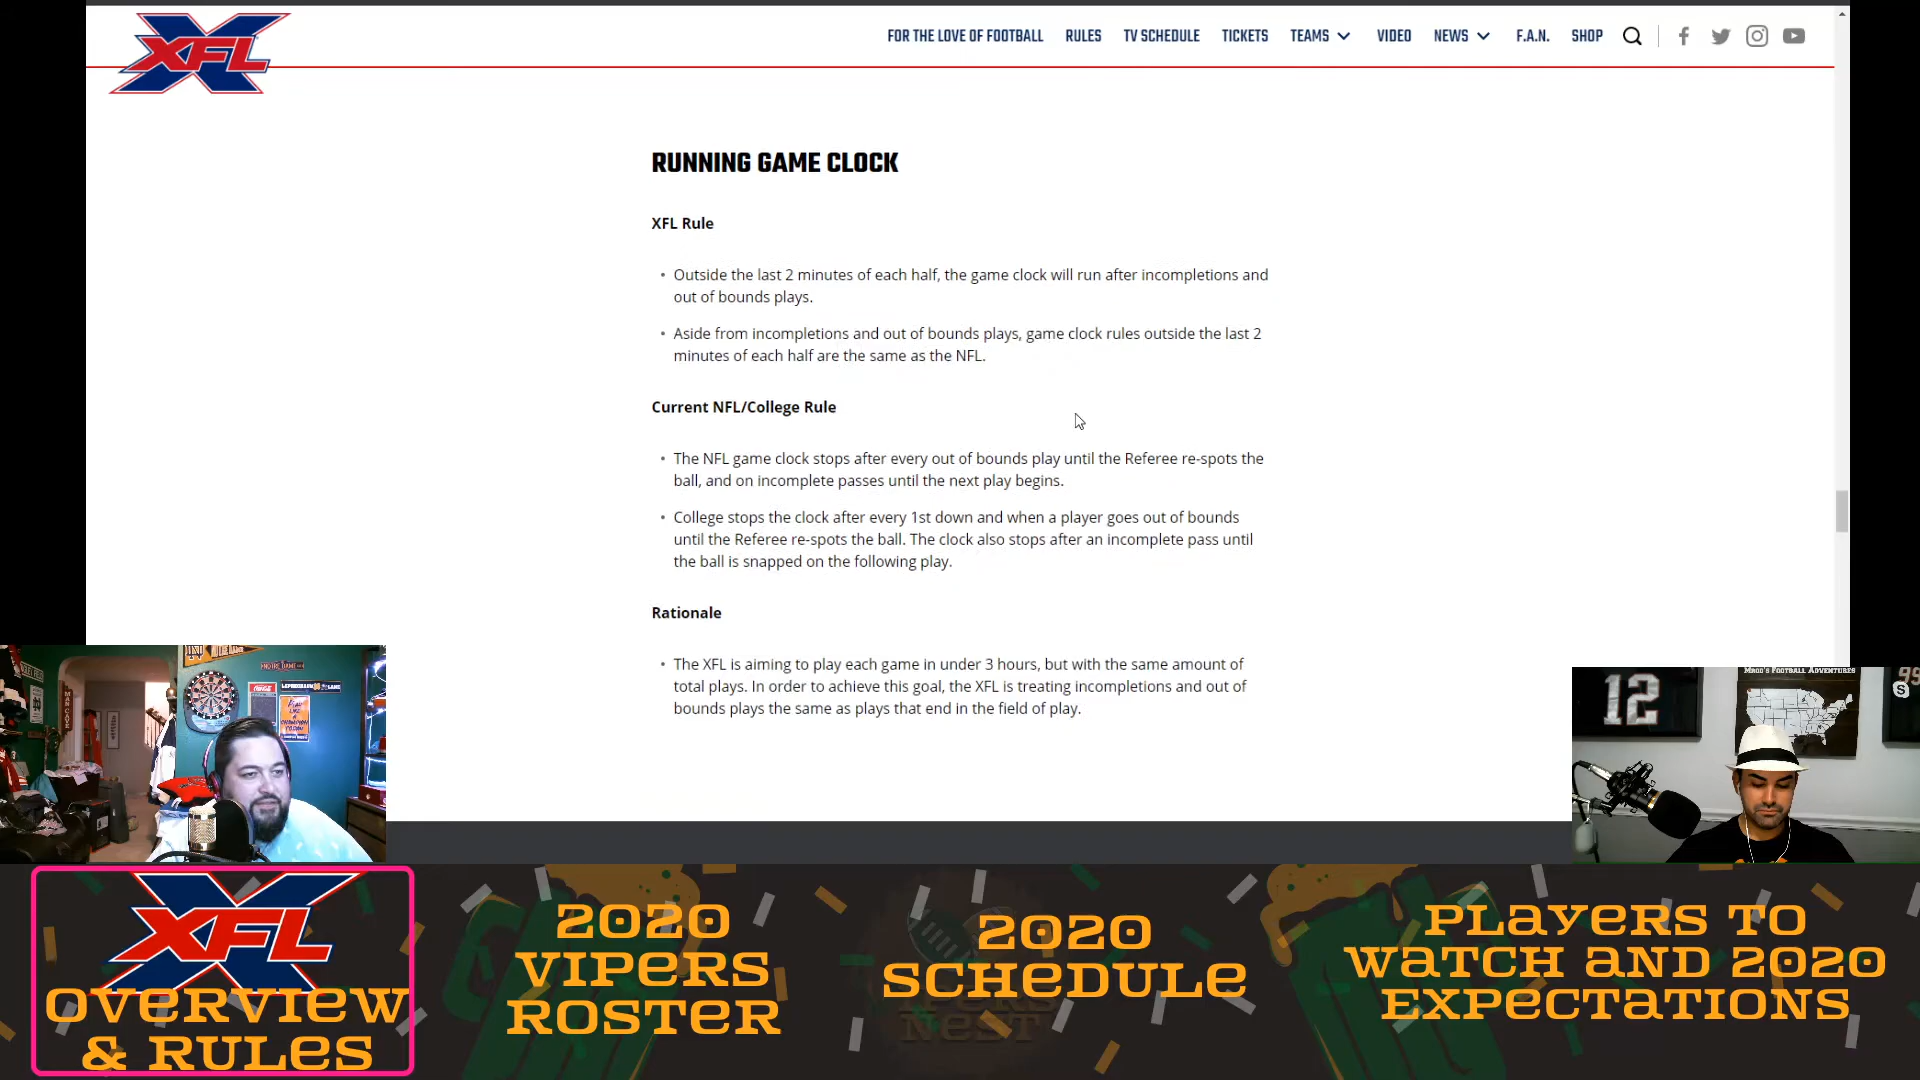 XFL
FOR THE LOVE OF FOOTBALL RULES TV SCHEDULE TICKETS TEAMS VIDEO NEWS F.A.N. SHOP
RUNNING GAME CLOCK
XFL Rule
• Outside the last 2 minutes of each half, the game clock will run after incompletions and
out of bounds plays.
• Aside from incompletions and out of bounds plays, game clock rules outside the last 2
minutes of each half are the same as the NFL.
Current NFL/College Rule
• The NFL game clock stops after every out of bounds play until the Referee re-spots the
ball, and on incomplete passes until the next play begins.
• College stops the clock after every 1st down and when a player goes out of bounds
until the Referee re-spots the ball. The clock also stops after an incomplete pass until
the ball is snapped on the following play.
Rationale
• The XFL is aiming to play each game in under 3 hours, but with the same amount of
total plays. In order to achieve this goal, the XFL is treating incompletions and out of
bounds plays the same as plays that end in the field of play.
PLAY
LIKE A
CHAMPION
TODAY
MAN CAVE
12
99
XFL
OVERVIEW
& RULES
2020
VIPERS
ROSTER
2020
SCHEDULE
NEST
PLAYERS TO
WATCH AND 2020
EXPECTATIONS